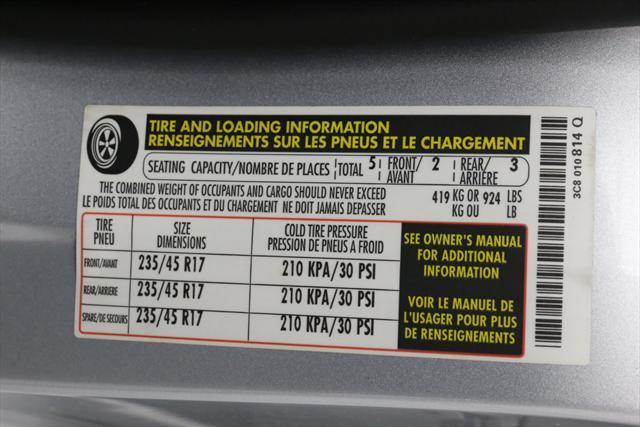 TIRE AND LOADING INFORMATION
RENSEIGNEMENTS SUR LES PNEUS ET LE CHARGEMENT
SEATING CAPACITY/NOMBRE DE PLACES TOTAL 5 FRONT/AVANT 2 REAR/ARRIÈRE 3
THE COMBINED WEIGHT OF OCCUPANTS AND CARGO SHOULD NEVER EXCEED 419 KG OR 924 LBS
LE POIDS TOTAL DES OCCUPANTS ET DU CHARGEMENT NE DOIT JAMAIS DEPASSER KG OU LB
TIRE SIZE COLD TIRE PRESSURE
PNEU DIMENSIONS PRESSION DE PNEUS A FROID
FRONT/AVANT 235/45 R17 210 KPA/30 PSI
REAR/ARRIERE 235/45 R17 210 KPA/30 PSI
SPARE/DE SECOURS 235/45 R17 210 KPA/30 PSI
SEE OWNER'S MANUAL
FOR ADDITIONAL
INFORMATION
VOIR LE MANUEL DE
L'USAGER POUR PLUS
DE RENSEIGNEMENTS
3C8 010 814 Q